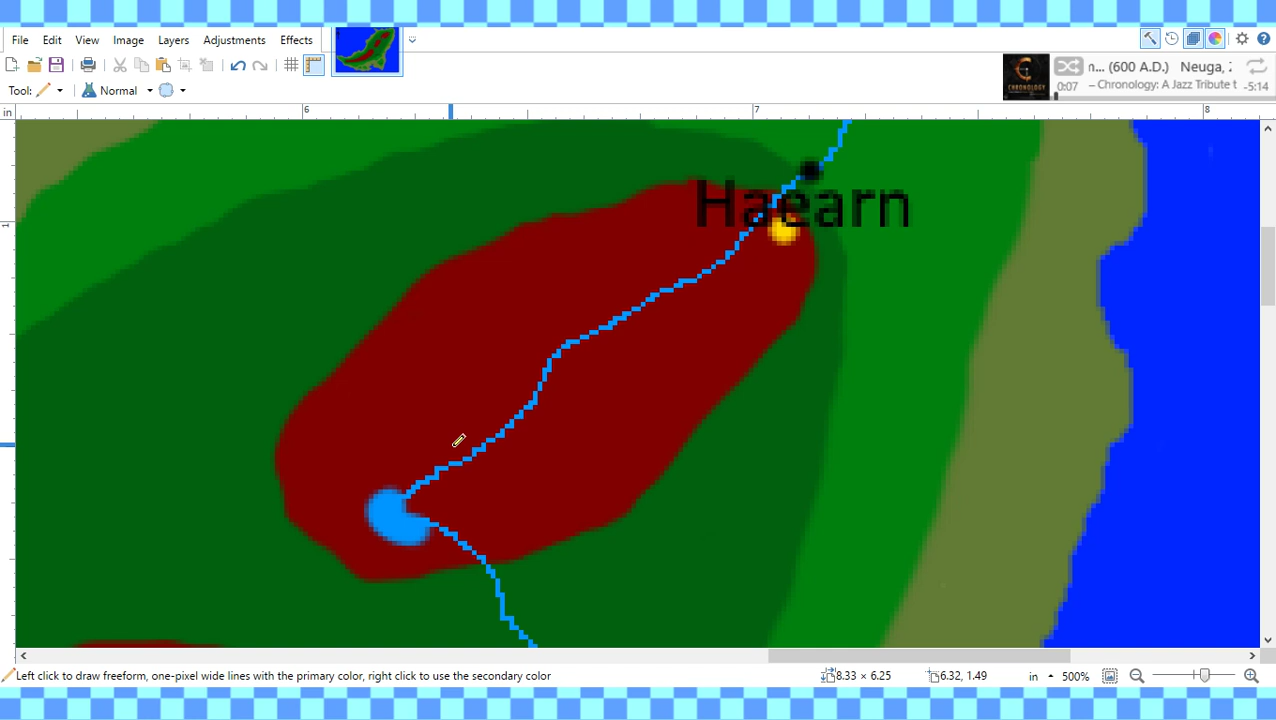 File Edit View Image Layers Adjustments Effects
n... (600 A.D.) Neuga, 2
0:07 – Chronology: A Jazz Tribute t -5:14
CHRONOLOGY
Tool: Normal
in 6 7 8
1
Haearn
Left click to draw freeform, one-pixel wide lines with the primary color, right click to use the secondary color
8.33 × 6.25 6.32, 1.49 in 500%